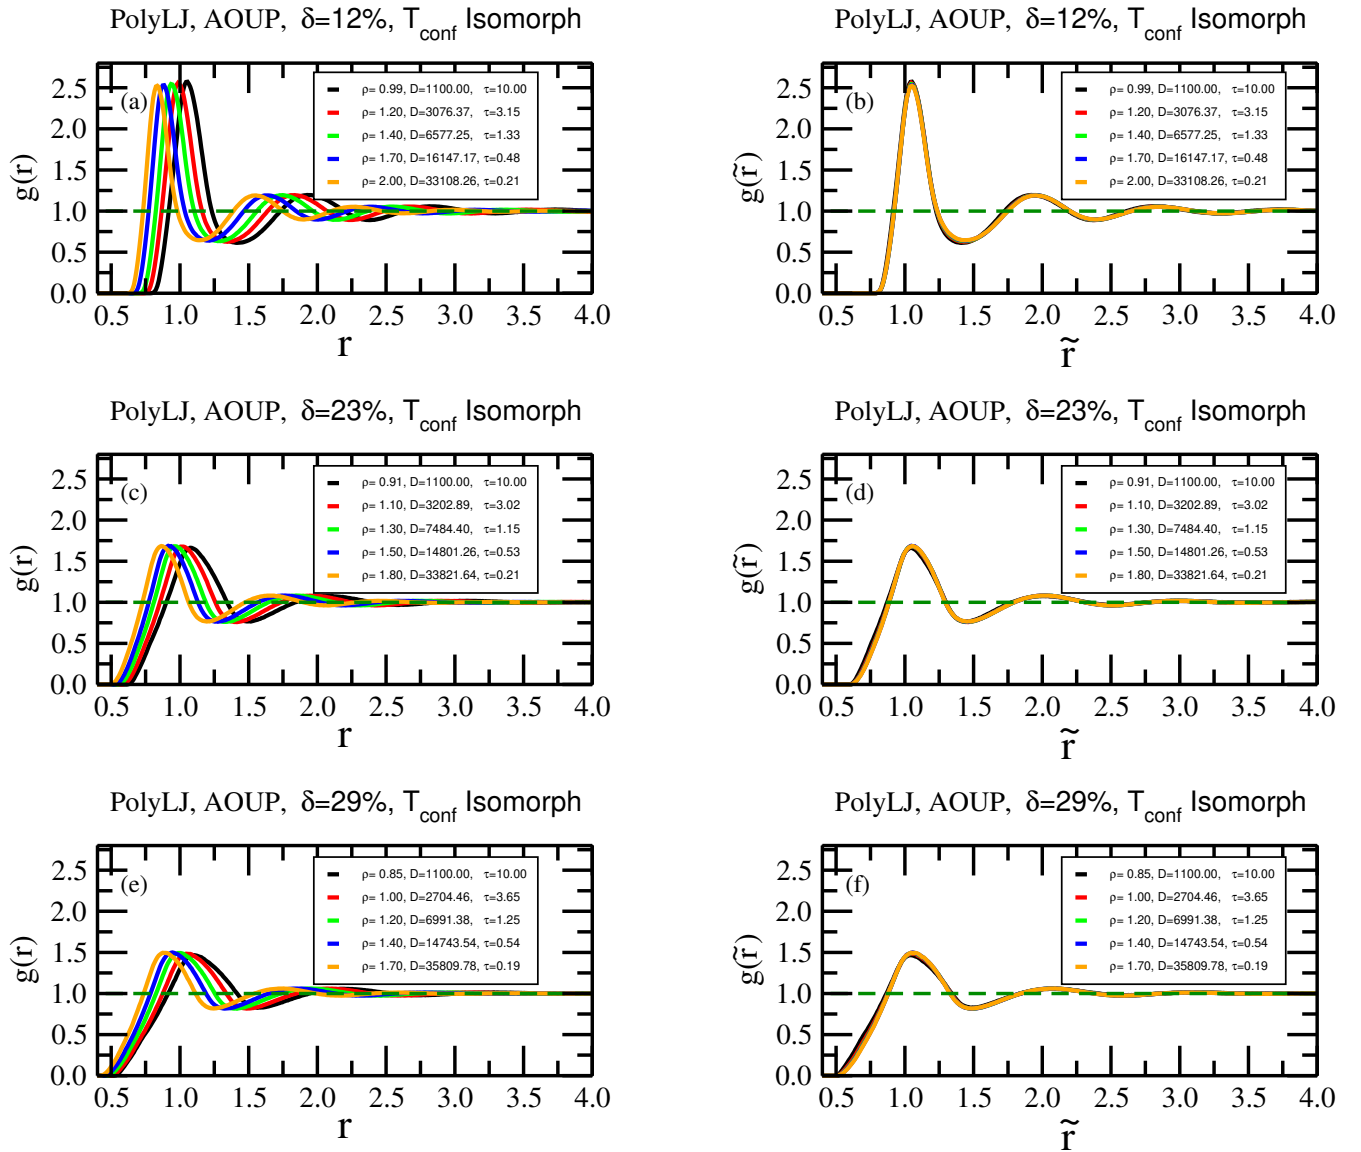 PolyLJ, AOUP, δ=12%, T_conf Isomorph
(a)
ρ= 0.99, D=1100.00, τ=10.00
ρ= 1.20, D=3076.37, τ=3.15
ρ= 1.40, D=6577.25, τ=1.33
ρ= 1.70, D=16147.17, τ=0.48
ρ= 2.00, D=33108.26, τ=0.21
g(r)
2.5
2.0
1.5
1.0
0.5
0.0
0.5 1.0 1.5 2.0 2.5 3.0 3.5 4.0
r
PolyLJ, AOUP, δ=12%, T_conf Isomorph
(b)
ρ= 0.99, D=1100.00, τ=10.00
ρ= 1.20, D=3076.37, τ=3.15
ρ= 1.40, D=6577.25, τ=1.33
ρ= 1.70, D=16147.17, τ=0.48
ρ= 2.00, D=33108.26, τ=0.21
g(r̃)
2.5
2.0
1.5
1.0
0.5
0.0
0.5 1.0 1.5 2.0 2.5 3.0 3.5 4.0
r̃
PolyLJ, AOUP, δ=23%, T_conf Isomorph
(c)
ρ= 0.91, D=1100.00, τ=10.00
ρ= 1.10, D=3202.89, τ=3.02
ρ= 1.30, D=7484.40, τ=1.15
ρ= 1.50, D=14801.26, τ=0.53
ρ= 1.80, D=33821.64, τ=0.21
g(r)
2.5
2.0
1.5
1.0
0.5
0.0
0.5 1.0 1.5 2.0 2.5 3.0 3.5 4.0
r
PolyLJ, AOUP, δ=23%, T_conf Isomorph
(d)
ρ= 0.91, D=1100.00, τ=10.00
ρ= 1.10, D=3202.89, τ=3.02
ρ= 1.30, D=7484.40, τ=1.15
ρ= 1.50, D=14801.26, τ=0.53
ρ= 1.80, D=33821.64, τ=0.21
g(r̃)
2.5
2.0
1.5
1.0
0.5
0.0
0.5 1.0 1.5 2.0 2.5 3.0 3.5 4.0
r̃
PolyLJ, AOUP, δ=29%, T_conf Isomorph
(e)
ρ= 0.85, D=1100.00, τ=10.00
ρ= 1.00, D=2704.46, τ=3.65
ρ= 1.20, D=6991.38, τ=1.25
ρ= 1.40, D=14743.54, τ=0.54
ρ= 1.70, D=35809.78, τ=0.19
g(r)
2.5
2.0
1.5
1.0
0.5
0.0
0.5 1.0 1.5 2.0 2.5 3.0 3.5 4.0
r
PolyLJ, AOUP, δ=29%, T_conf Isomorph
(f)
ρ= 0.85, D=1100.00, τ=10.00
ρ= 1.00, D=2704.46, τ=3.65
ρ= 1.20, D=6991.38, τ=1.25
ρ= 1.40, D=14743.54, τ=0.54
ρ= 1.70, D=35809.78, τ=0.19
g(r̃)
2.5
2.0
1.5
1.0
0.5
0.0
0.5 1.0 1.5 2.0 2.5 3.0 3.5 4.0
r̃